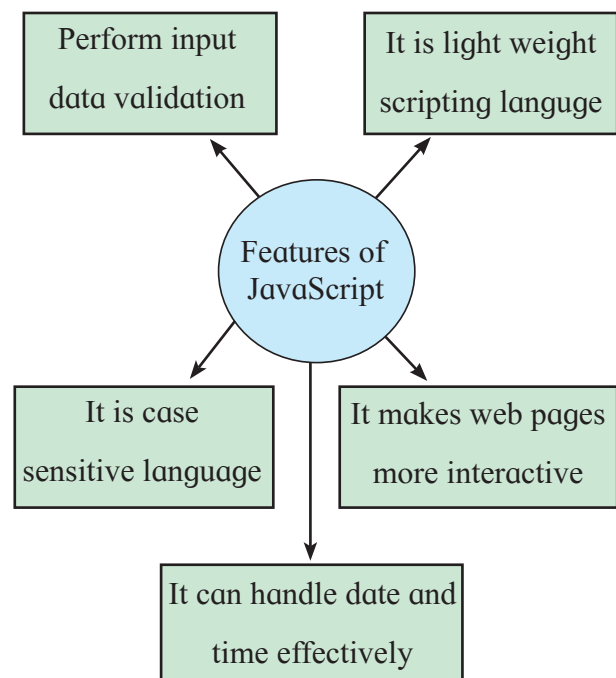 Perform input
data validation
It is light weight
scripting languge
Features of
JavaScript
It is case
sensitive language
It makes web pages
more interactive
It can handle date and
time effectively